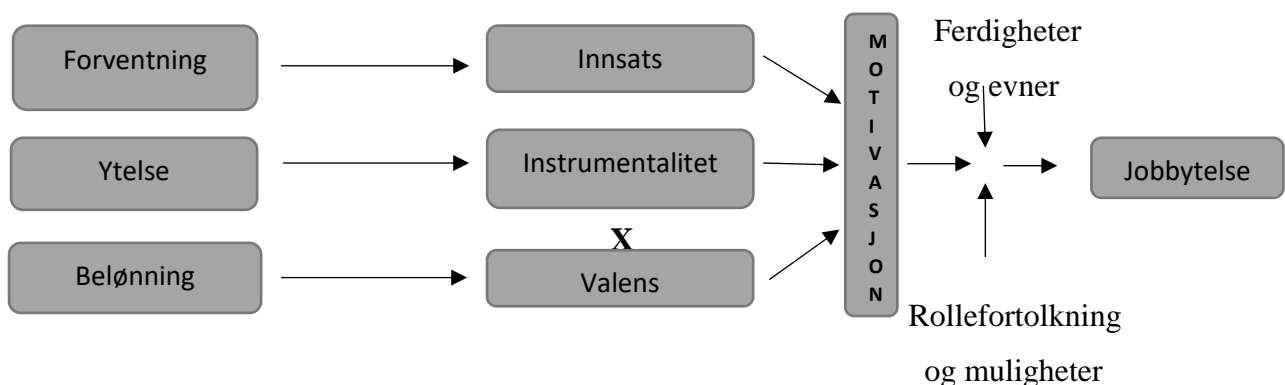 Forventning
Innsats
Ferdigheter
og evner
Ytelse
Instrumentalitet
X
Belønning
Valens
MOTIVASJON
Jobbytelse
Rollefortolkning
og muligheter